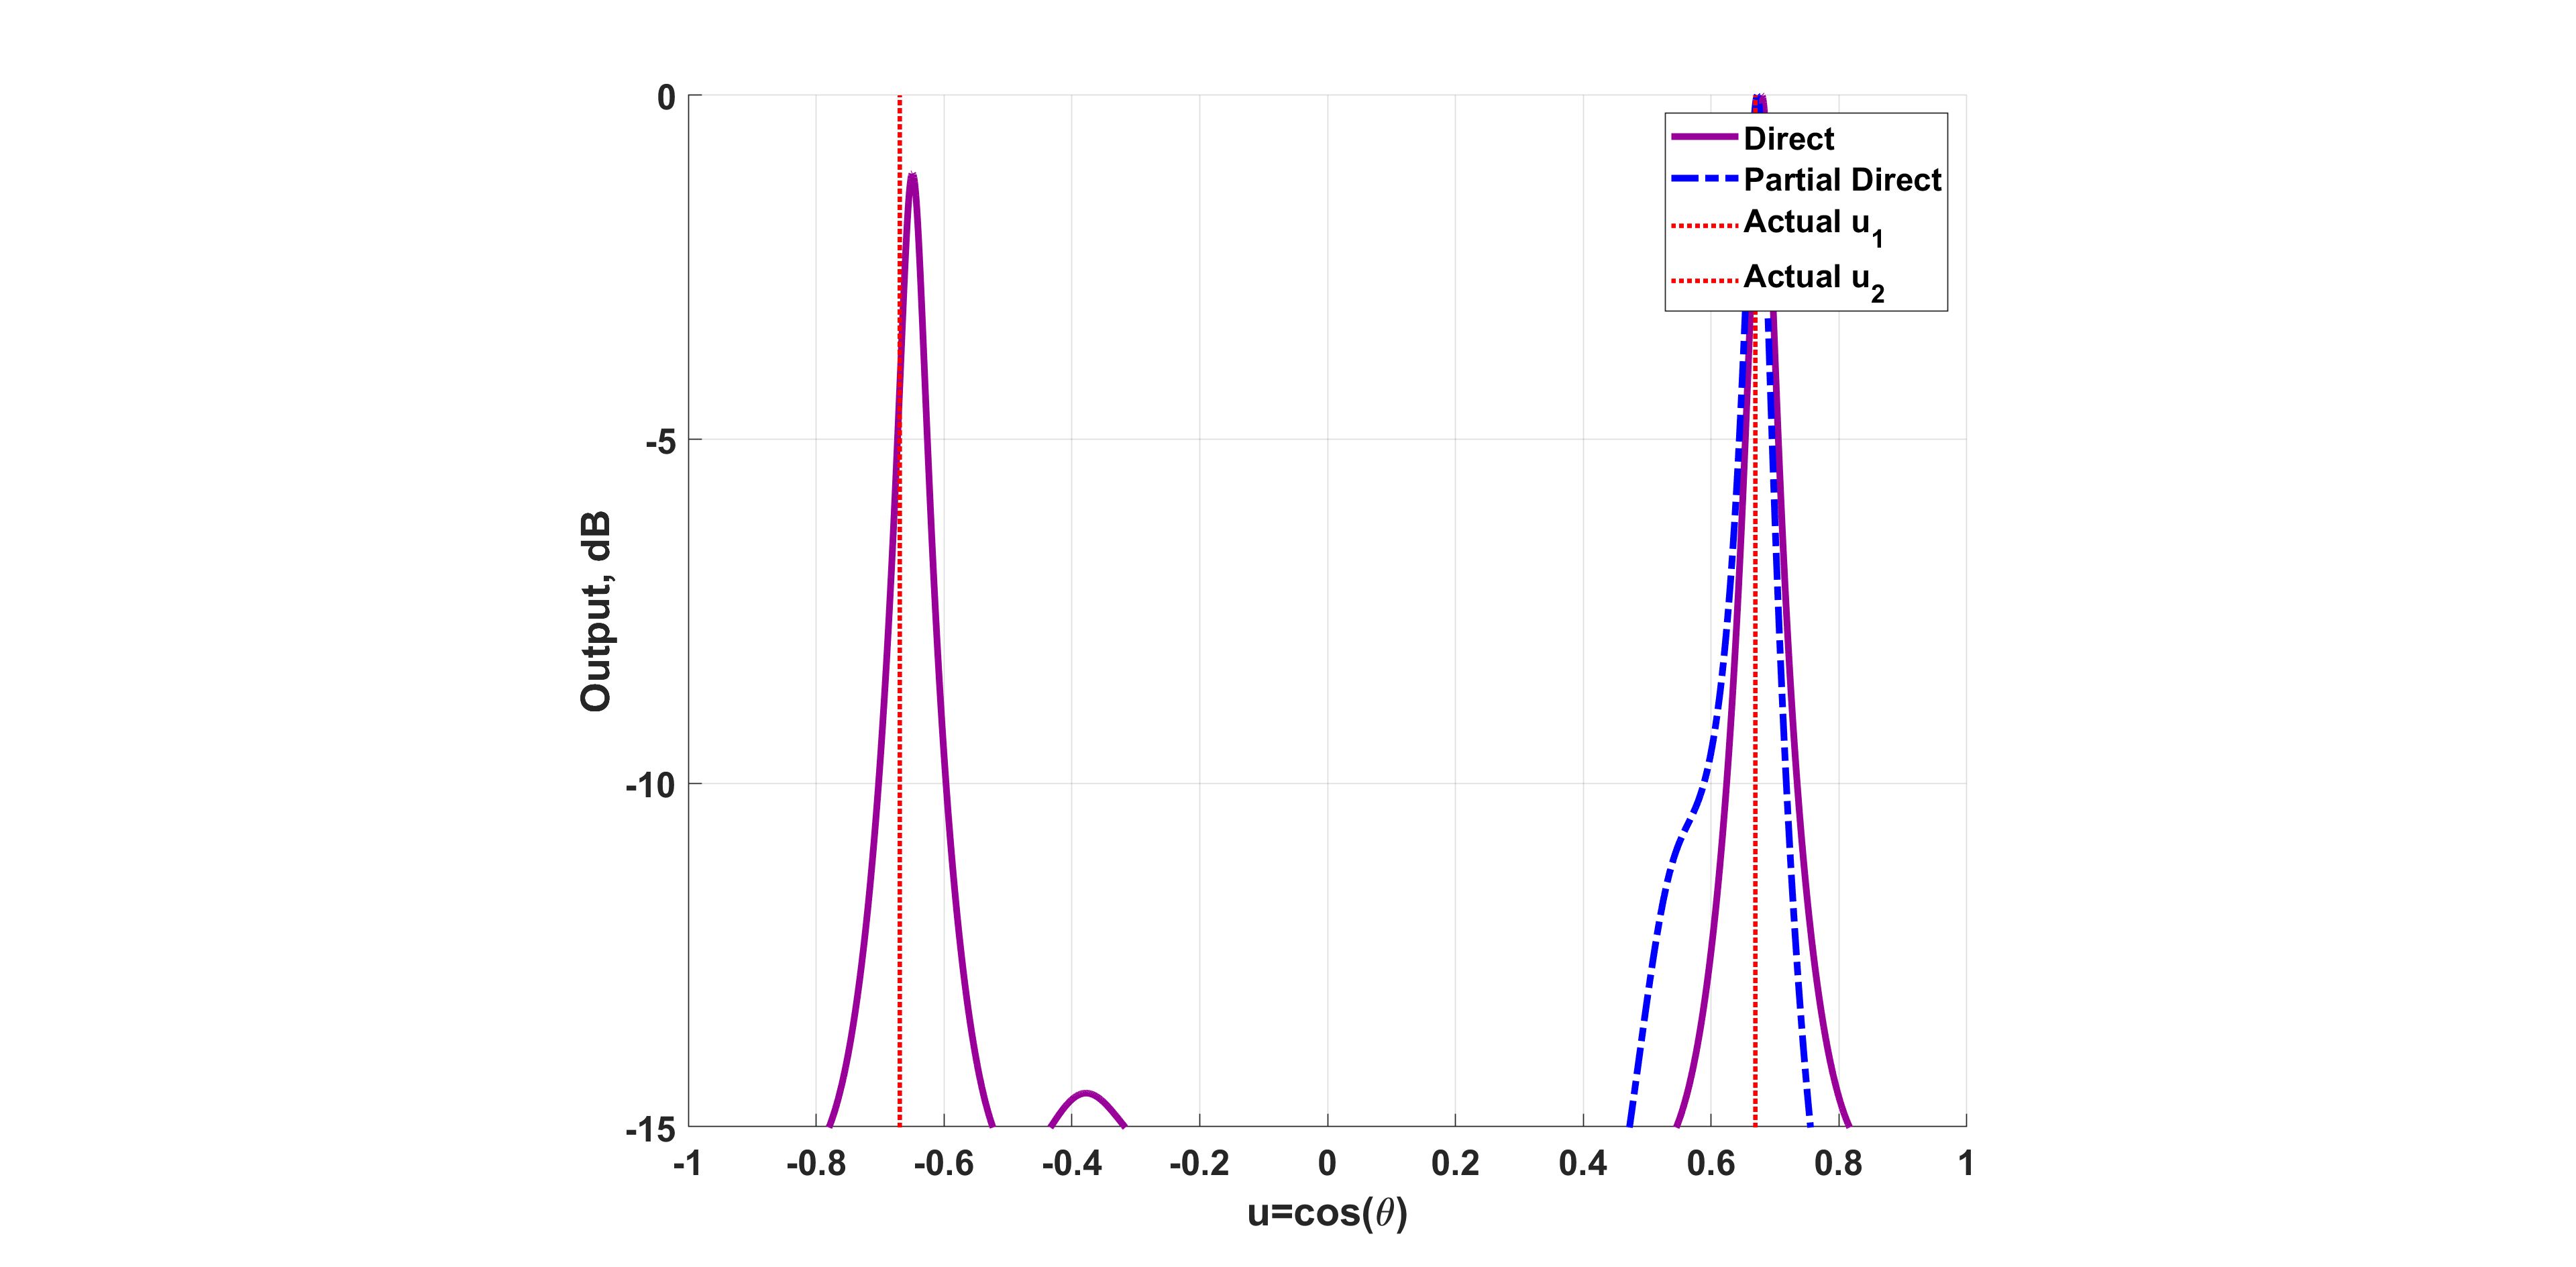 0
-5
-10
-15
Output, dB
Direct
Partial Direct
Actual u1
Actual u2
-1 -0.8 -0.6 -0.4 -0.2 0 0.2 0.4 0.6 0.8 1
u=cos(θ)